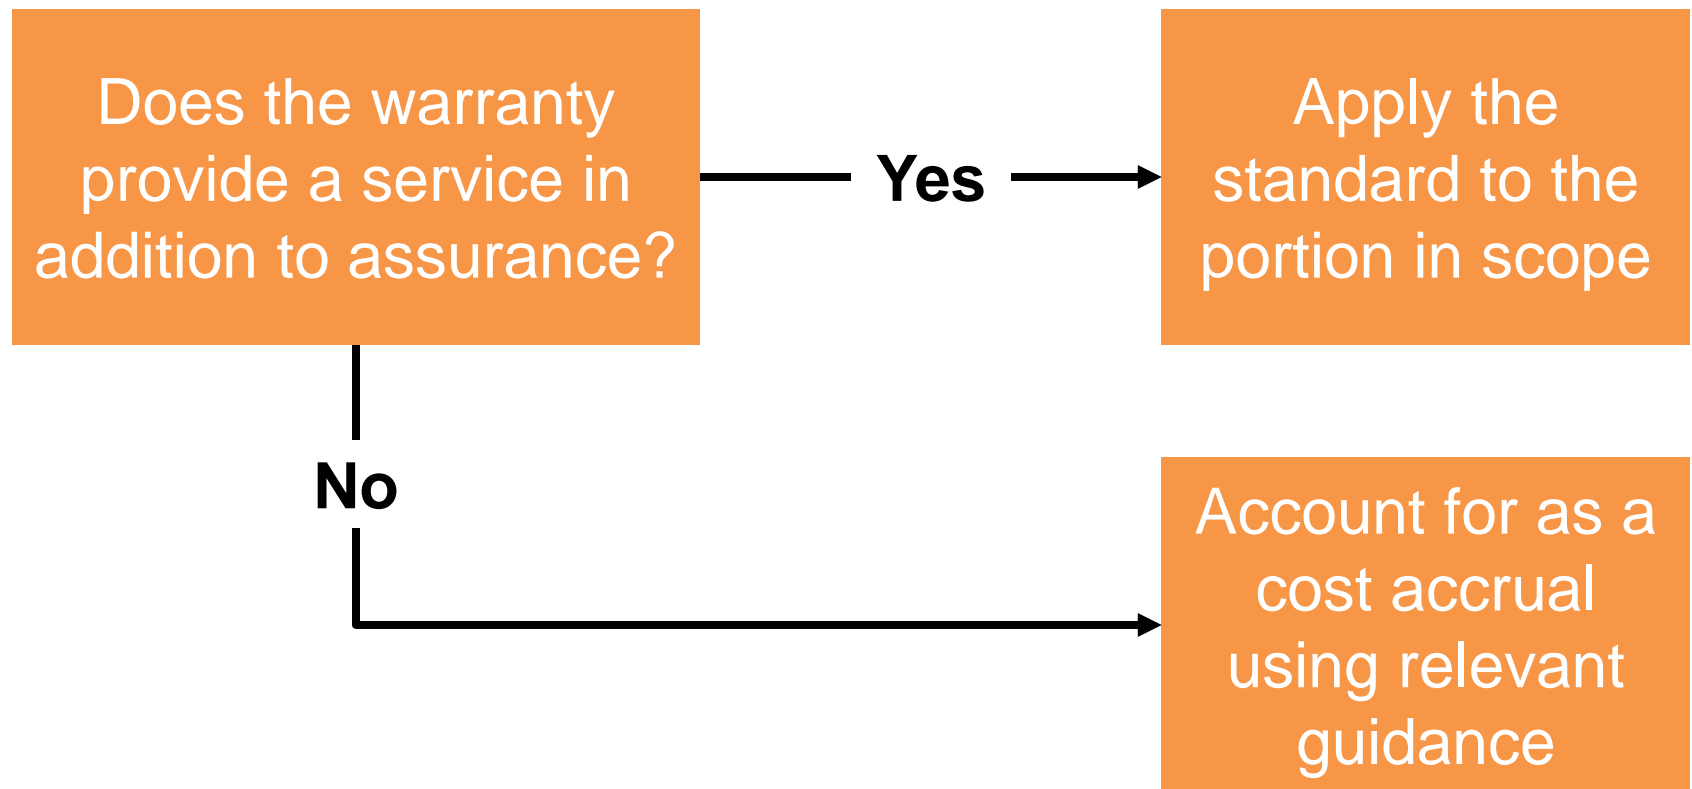 Does the warranty
provide a service in
addition to assurance?
Yes
Apply the
standard to the
portion in scope
No
Account for as a
cost accrual
using relevant
guidance